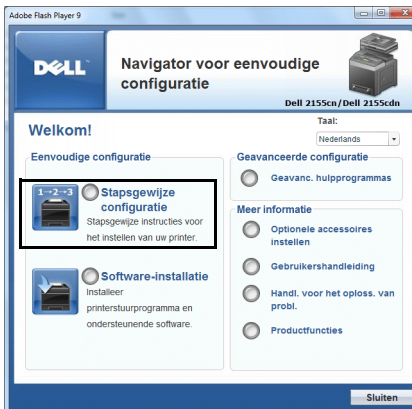 Adobe Flash Player 9
DELL
Navigator voor eenvoudige
configuratie
Dell 2155cn/Dell 2155cdn
Welkom!
Taal:
Nederlands
Eenvoudige configuratie
1→2→3
Stapsgewijze
configuratie
Stapsgewijze instructies voor
het instellen van uw printer.
Software-installatie
Installeer
printerstuurprogramma en
ondersteunende software.
Geavanceerde configuratie
Geavanc. hulpprogrammas
Meer informatie
Optionele accessoires
instellen
Gebruikershandleiding
Handl. voor het oploss. van
probl.
Productfuncties
Sluiten